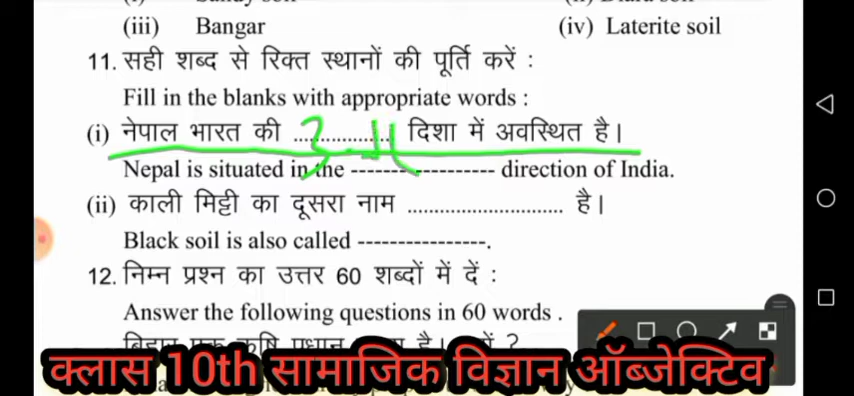 (iii) Bangar (iv) Laterite soil
11. सही शब्द से रिक्त स्थानों की पूर्ति करें :
Fill in the blanks with appropriate words :
(i) नेपाल भारत की .................. दिशा में अवस्थित है।
Nepal is situated in the ------------------- direction of India.
(ii) काली मिट्टी का दूसरा नाम ............................. है।
Black soil is also called -----------------.
12. निम्न प्रश्न का उत्तर 60 शब्दों में दें :
Answer the following questions in 60 words .
क्लास 10th सामाजिक विज्ञान ऑब्जेक्टिव